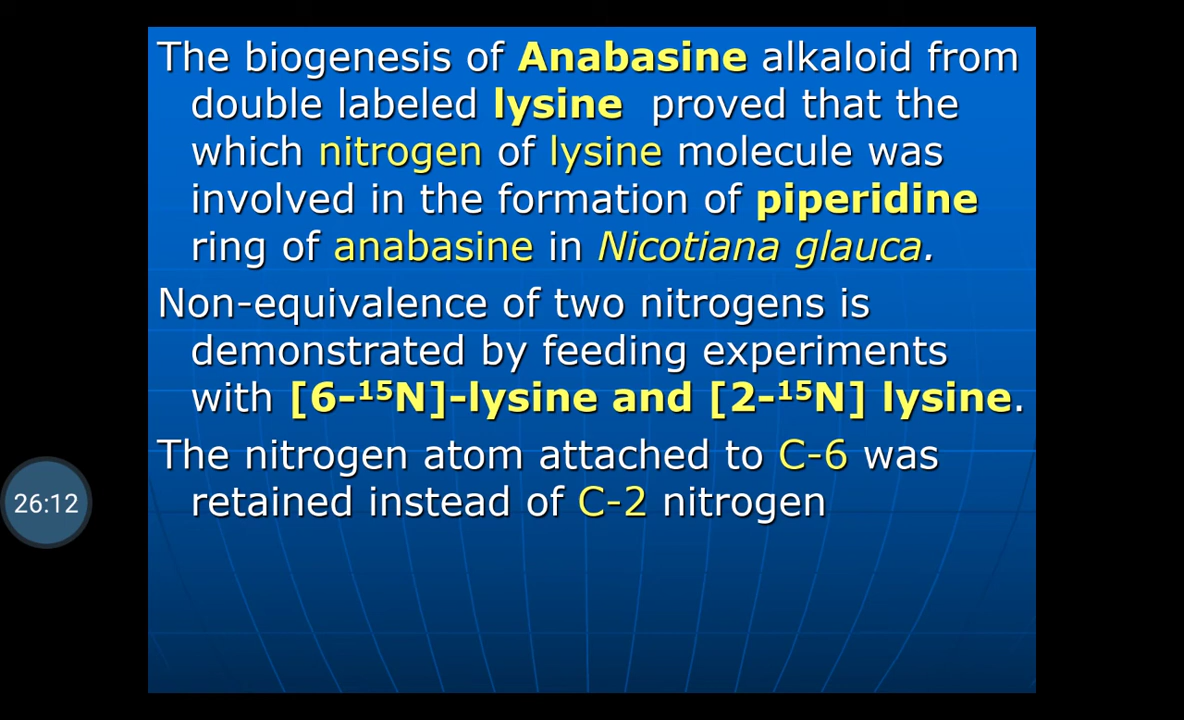 The biogenesis of Anabasine alkaloid from
double labeled lysine proved that the
which nitrogen of lysine molecule was
involved in the formation of piperidine
ring of anabasine in Nicotiana glauca.
Non-equivalence of two nitrogens is
demonstrated by feeding experiments
with [6-¹⁵N]-lysine and [2-¹⁵N] lysine.
The nitrogen atom attached to C-6 was
26:12
retained instead of C-2 nitrogen